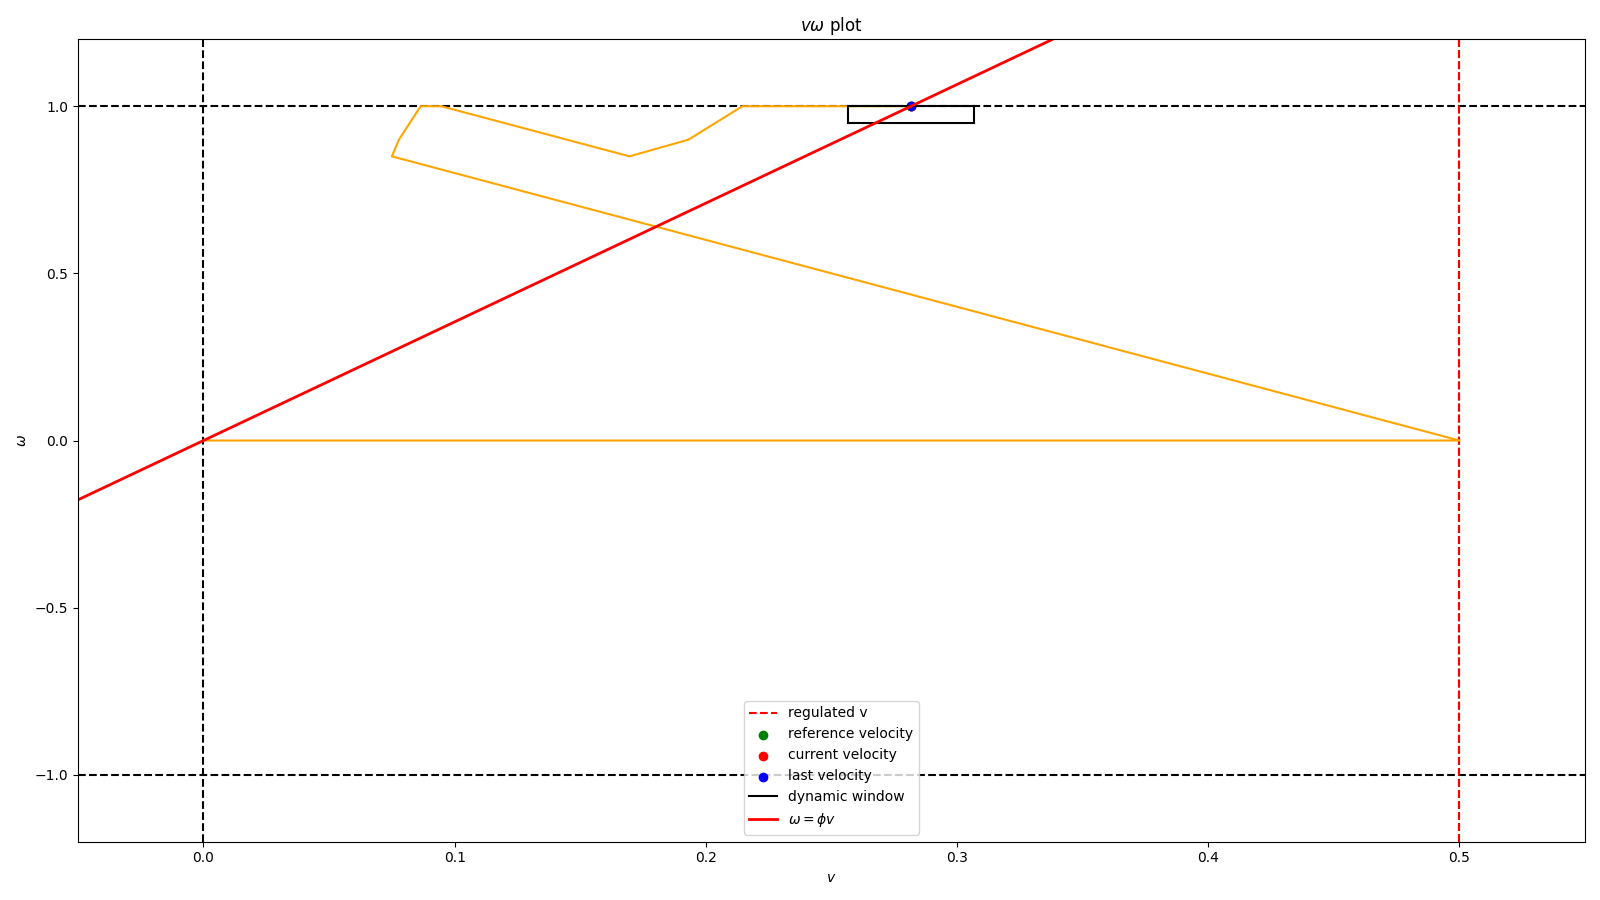 vω plot
1.0
0.5
0.0
−0.5
−1.0
ω
0.0
0.1
0.2
0.3
0.4
0.5
v
regulated v
reference velocity
current velocity
last velocity
dynamic window
ω = ϕv